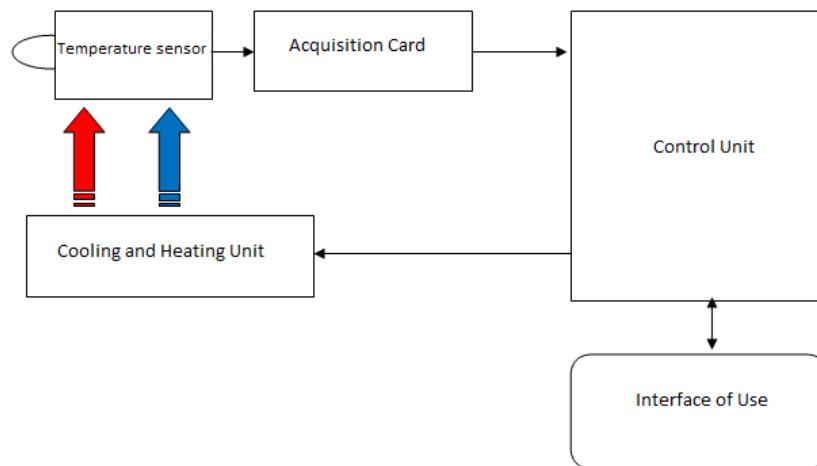 Temperature sensor
Acquisition Card
Control Unit
Cooling and Heating Unit
Interface of Use